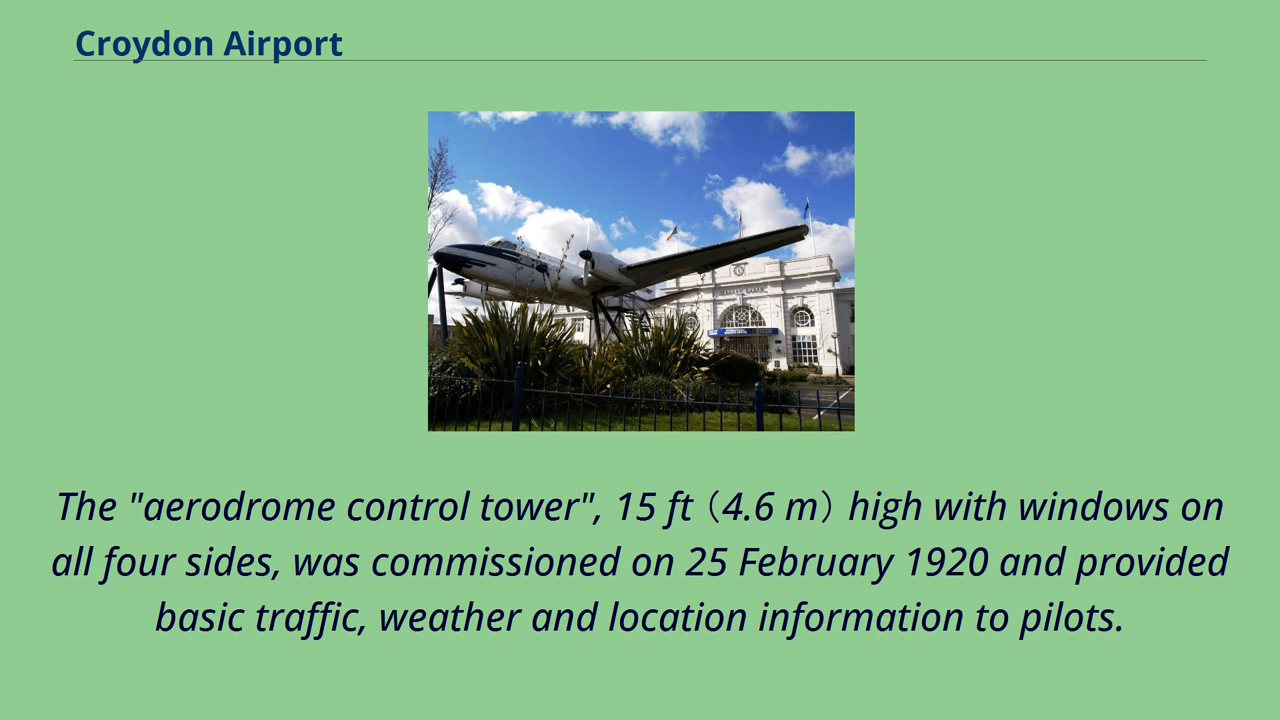 Croydon Airport
The "aerodrome control tower", 15 ft（4.6 m）high with windows on
all four sides, was commissioned on 25 February 1920 and provided
basic traffic, weather and location information to pilots.